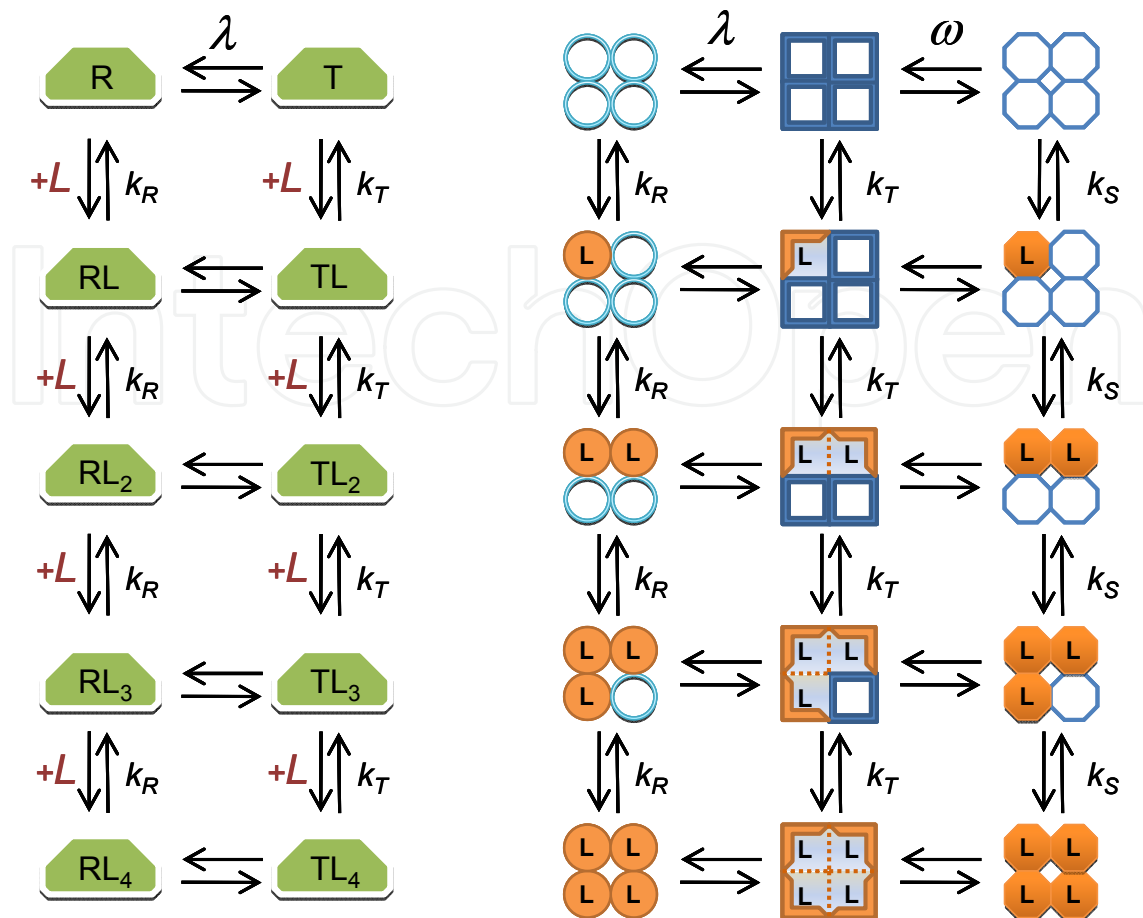 λ λ ω
R T
+L k_R +L k_T k_R k_T k_S
RL TL L L L
+L k_R +L k_T k_R k_T k_S
RL₂ TL₂ L L L L L L
+L k_R +L k_T k_R k_T k_S
RL₃ TL₃ L L L L L L
L L L
+L k_R +L k_T k_R k_T k_S
RL₄ TL₄ L L L L L L
L L L L L L
IntechOpen